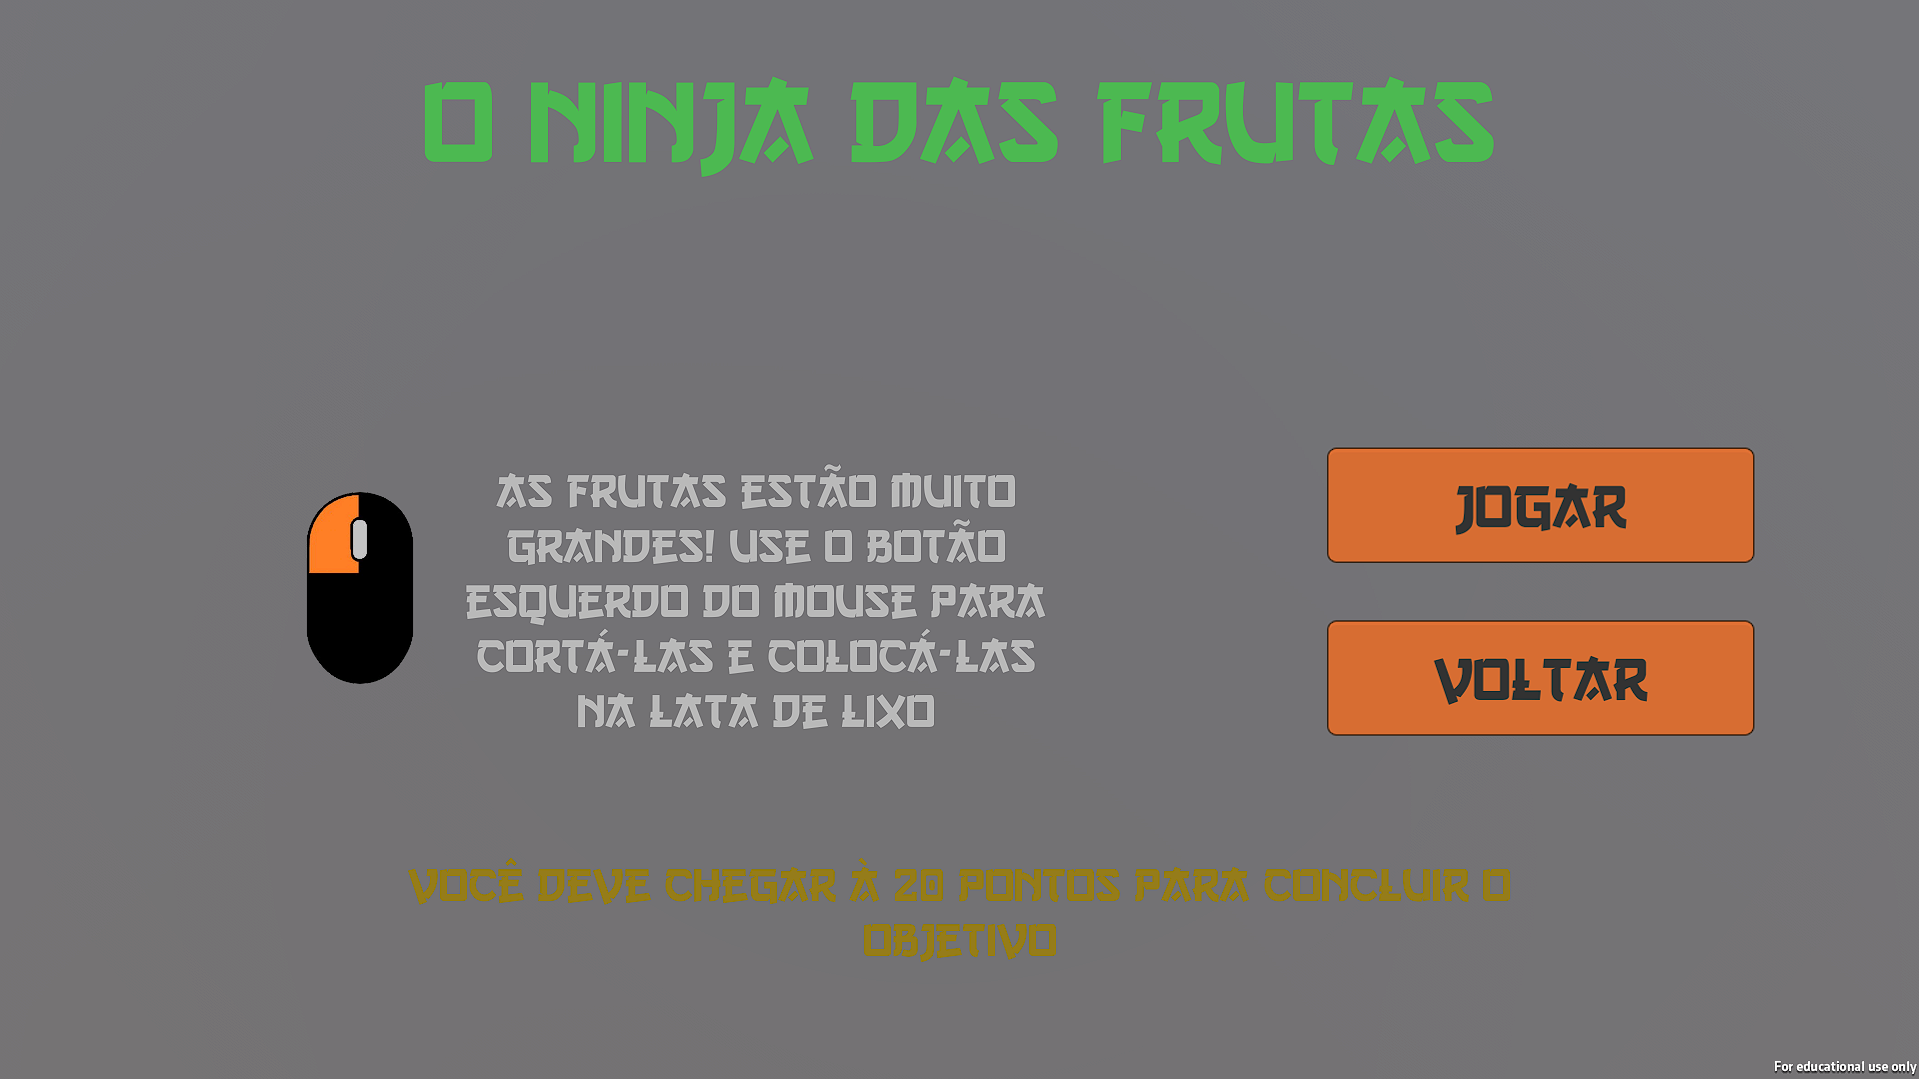 O NINJA DAS FRUTAS
AS FRUTAS ESTÃO MUITO
GRANDES! USE O BOTÃO
ESQUERDO DO MOUSE PARA
CORTÁ-LAS E COLOCÁ-LAS
NA LATA DE LIXO
JOGAR
VOLTAR
VOCÊ DEVE CHEGAR À 20 PONTOS PARA CONCLUIR O
OBJETIVO
For educational use only